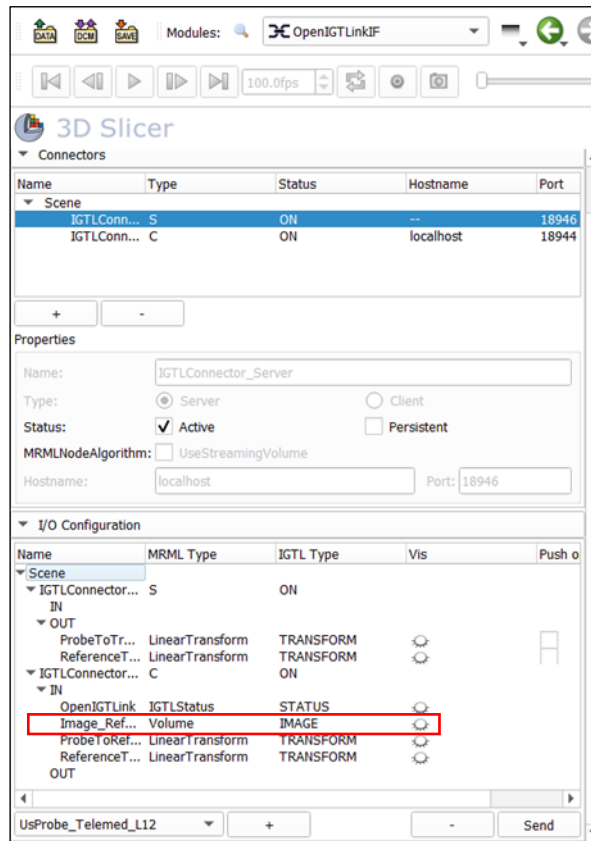 DATA DCM SAVE Modules: OpenIGTLinkIF
100.0fps
3D Slicer
Connectors
Name Type Status Hostname Port
Scene
IGTLConn... S ON -- 18946
IGTLConn... C ON localhost 18944
+ -
Properties
Name: IGTLConnector_Server
Type: Server Client
Status: Active Persistent
MRMLNodeAlgorithm: UseStreamingVolume
Hostname: localhost Port: 18946
I/O Configuration
Name MRML Type IGTL Type Vis Push o
Scene
IGTLConnector... S ON
IN
OUT
ProbeToTr... LinearTransform TRANSFORM
ReferenceT... LinearTransform TRANSFORM
IGTLConnector... C ON
IN
OpenIGTLink IGTLStatus STATUS
Image_Ref... Volume IMAGE
ProbeToRef... LinearTransform TRANSFORM
ReferenceT... LinearTransform TRANSFORM
OUT
UsProbe_Telemed_L12 + - Send